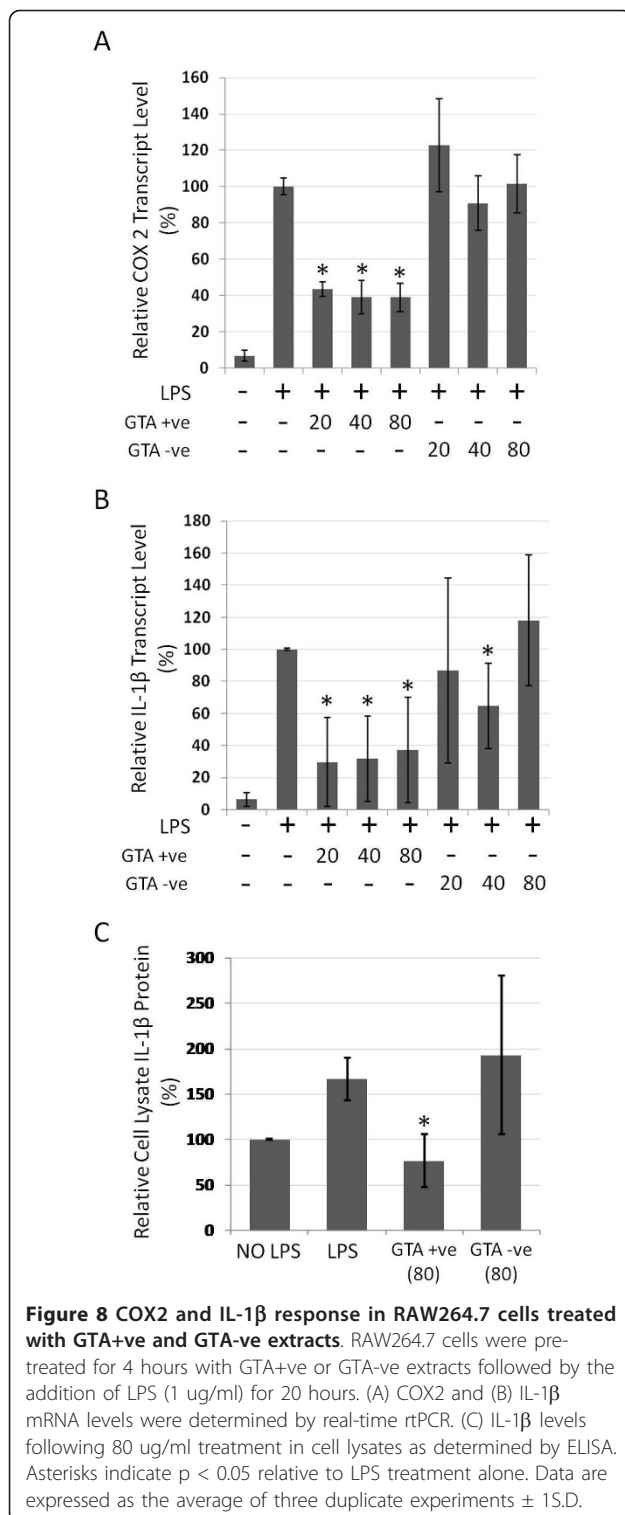 A
Relative COX 2 Transcript Level
(%)
160
140
120
100
80
60
40
20
0
* * *
LPS - + + + + + + +
GTA +ve - - 20 40 80 - - -
GTA -ve - - - - - 20 40 80
B
Relative IL-1β Transcript Level
(%)
180
160
140
120
100
80
60
40
20
0
* * * *
LPS - + + + + + + +
GTA +ve - - 20 40 80 - - -
GTA -ve - - - - - 20 40 80
C
Relative Cell Lysate IL-1β Protein
(%)
300
250
200
150
100
50
0
*
NO LPS LPS GTA +ve GTA -ve
(80) (80)
Figure 8 COX2 and IL-1β response in RAW264.7 cells treated
with GTA+ve and GTA-ve extracts. RAW264.7 cells were pre-
treated for 4 hours with GTA+ve or GTA-ve extracts followed by the
addition of LPS (1 ug/ml) for 20 hours. (A) COX2 and (B) IL-1β
mRNA levels were determined by real-time rtPCR. (C) IL-1β levels
following 80 ug/ml treatment in cell lysates as determined by ELISA.
Asterisks indicate p < 0.05 relative to LPS treatment alone. Data are
expressed as the average of three duplicate experiments ± 1S.D.